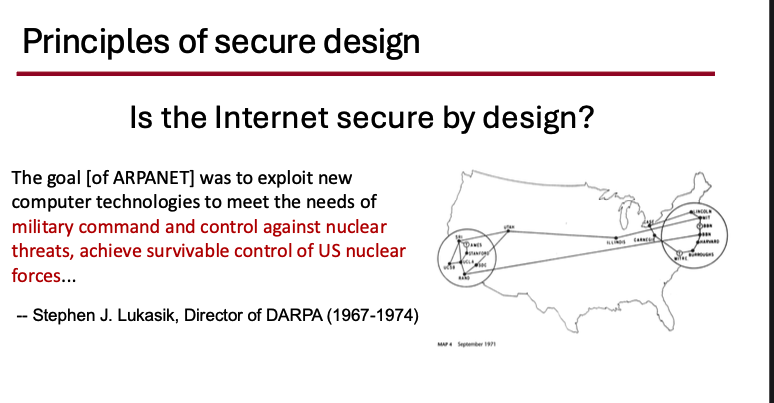 Principles of secure design
Is the Internet secure by design?
The goal [of ARPANET] was to exploit new
computer technologies to meet the needs of
military command and control against nuclear
threats, achieve survivable control of US nuclear
forces...
-- Stephen J. Lukasik, Director of DARPA (1967-1974)
LINCOLN
MIT
CASE
BBN
UTAH
BBN
SRI
ILLINOIS
CARNEGIE
HARVARD
AMES
STANFORD
BURROUGHS
MITRE
UCLA
SDC
UCSB
RAND
MAP 4 September 1971